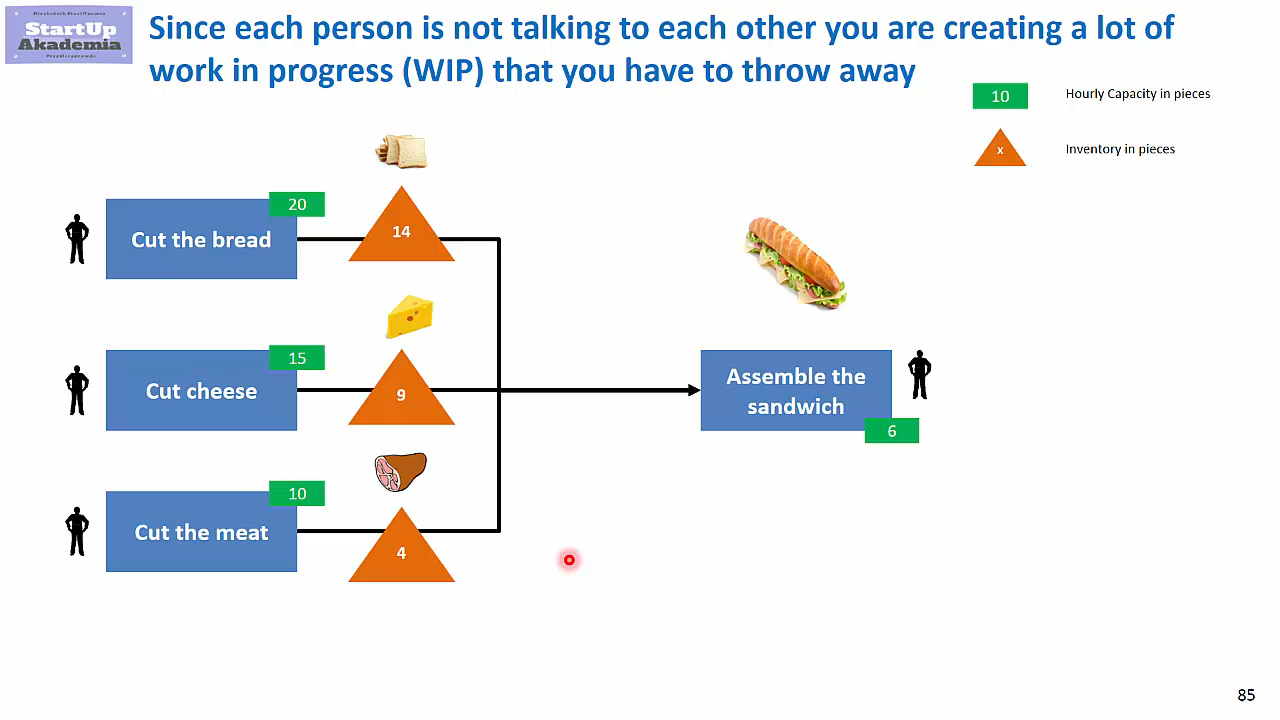 StartUp
Akademia
Since each person is not talking to each other you are creating a lot of
work in progress (WIP) that you have to throw away
10 Hourly Capacity in pieces
x Inventory in pieces
20
Cut the bread
14
15
Cut cheese
9
Assemble the
sandwich
6
10
Cut the meat
4
85